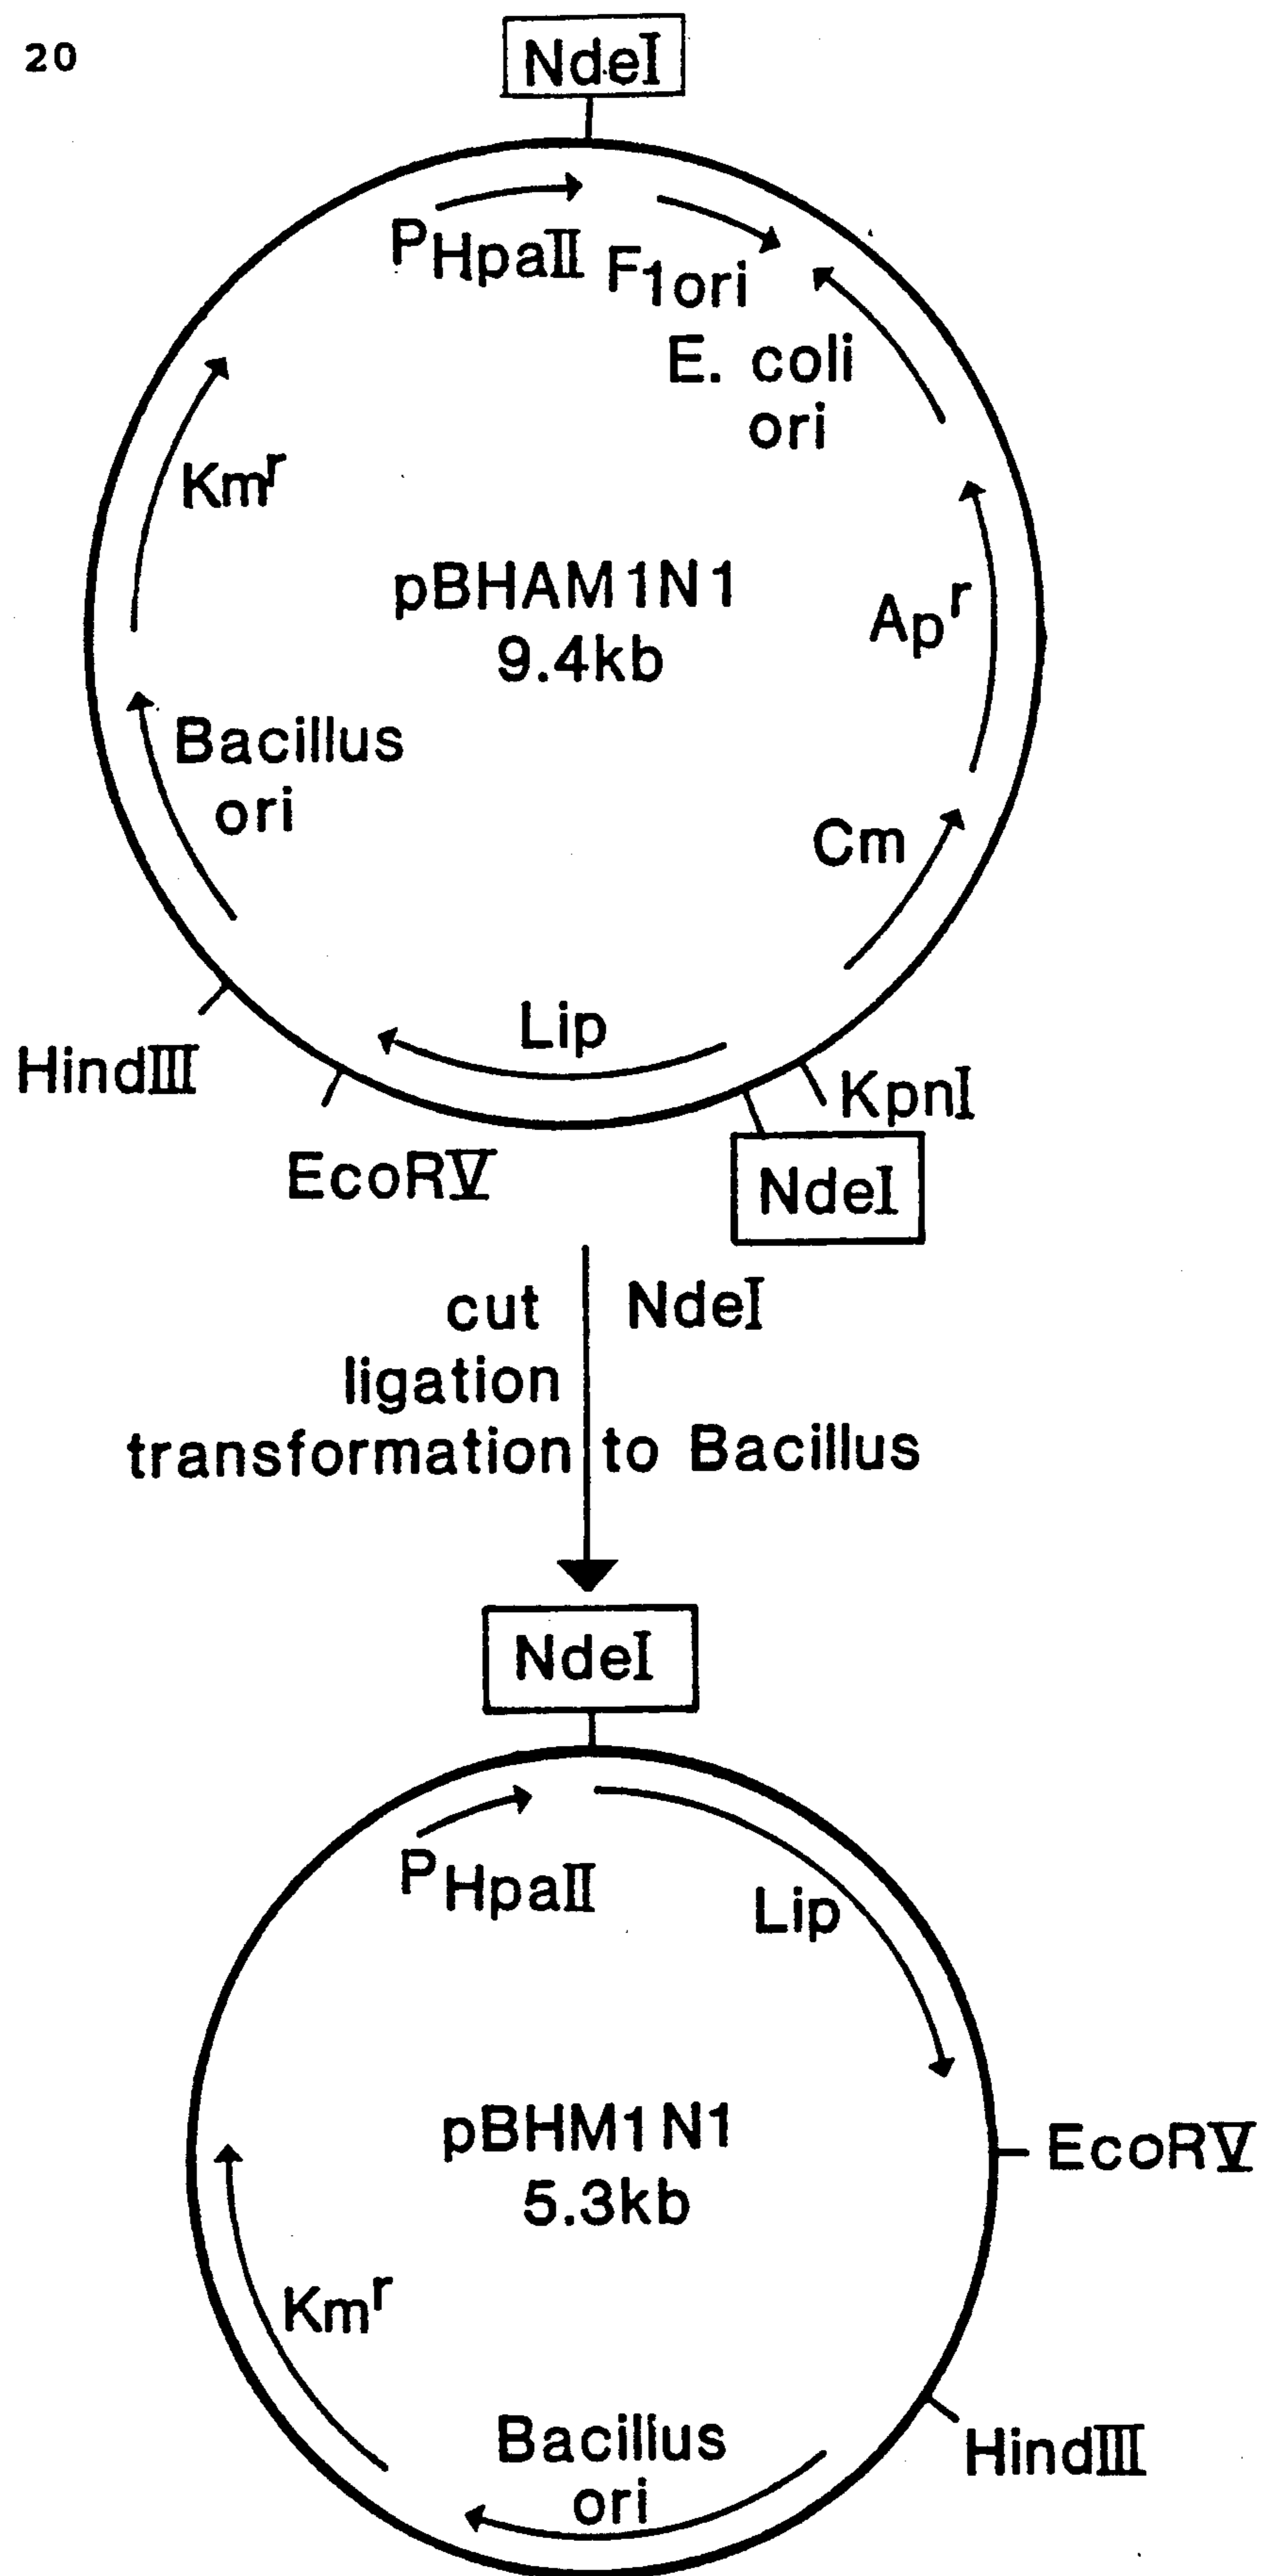 20
NdeI
PHpaII
F1ori
E. coli
ori
Kmr
pBHAM1N1
9.4kb
Apr
Bacillus
ori
Cm
Lip
HindIII
KpnI
EcoRV
NdeI
cut NdeI
ligation
transformation to Bacillus
NdeI
PHpaII
Lip
pBHM1N1
5.3kb
EcoRV
Kmr
HindIII
Bacillus
ori